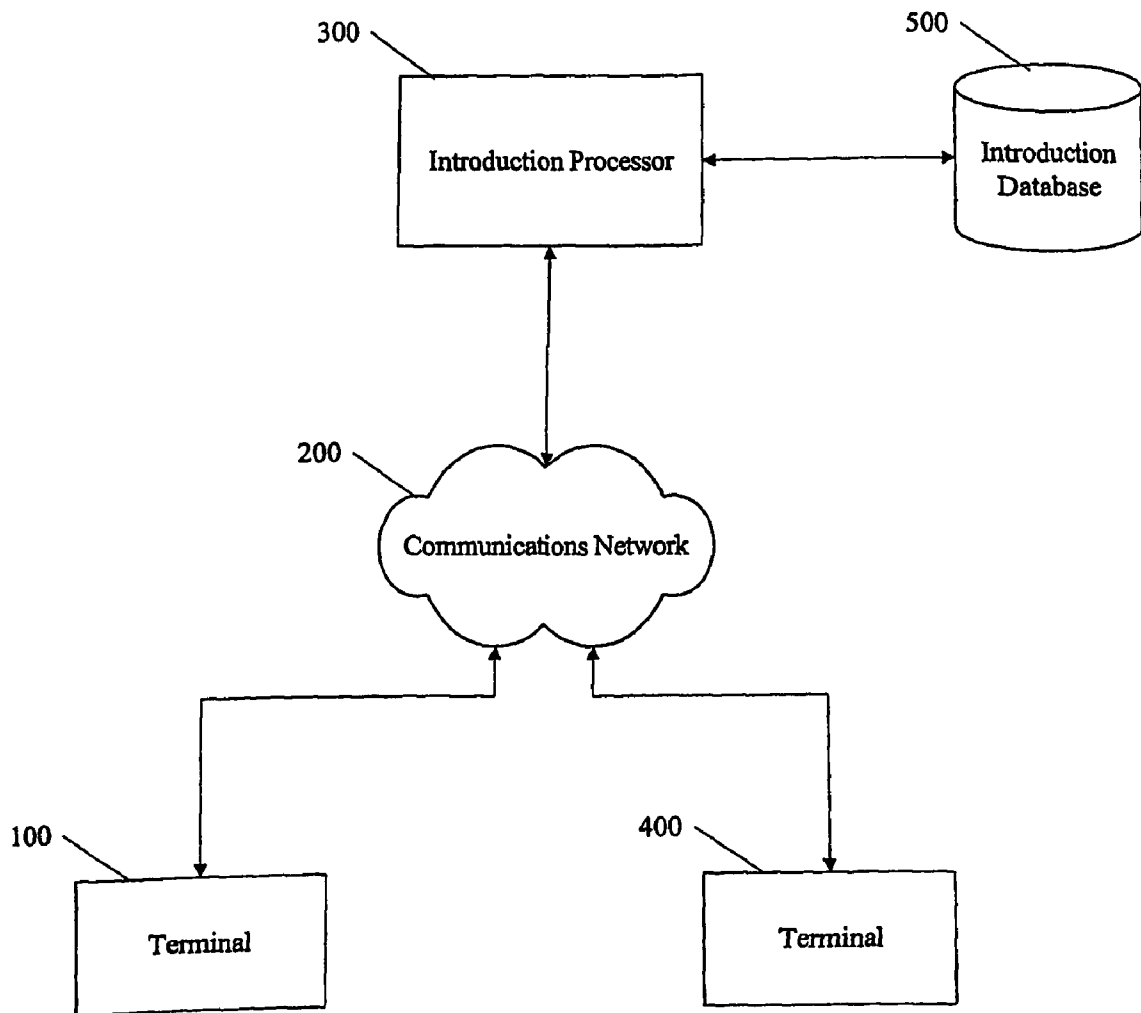 300
500
Introduction Processor
Introduction
Database
200
Communications Network
100
400
Terminal
Terminal